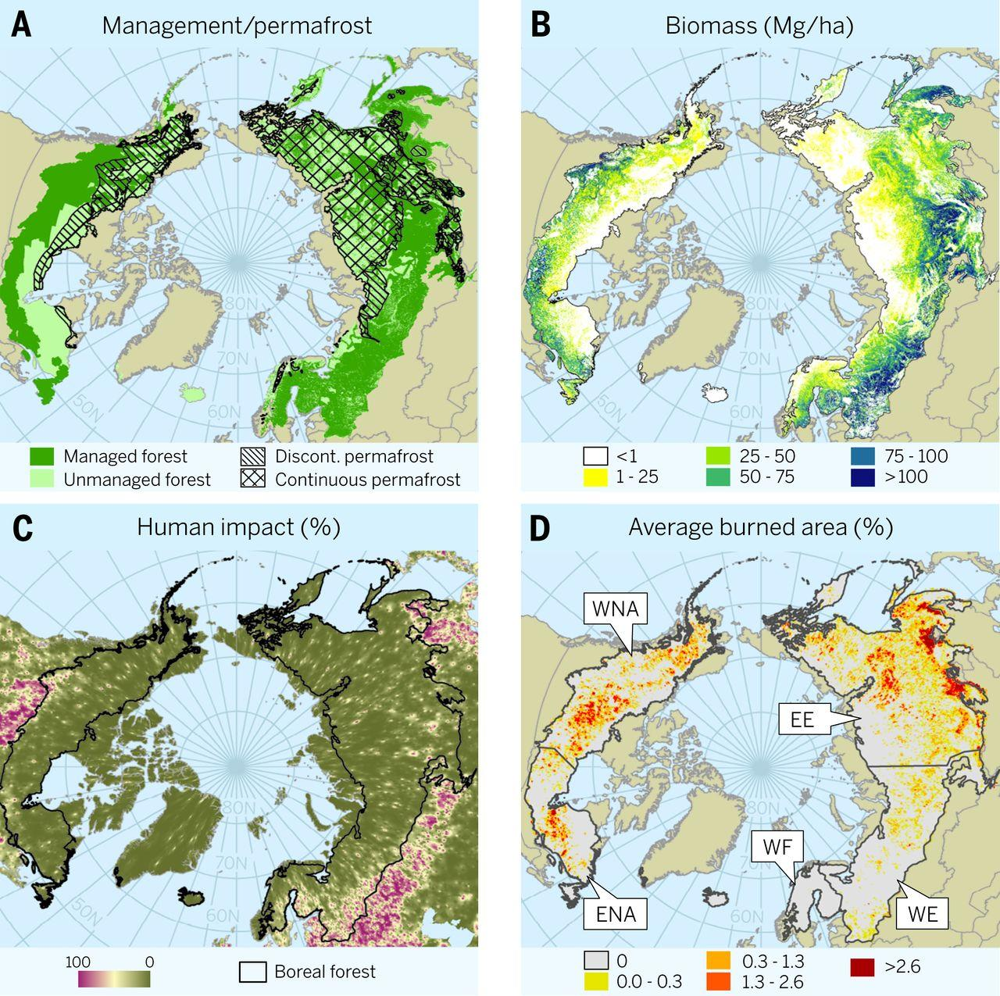 A Management/permafrost
80N
70N
60N
50N
Managed forest
Unmanaged forest
Discont. permafrost
Continuous permafrost
B Biomass (Mg/ha)
80N
70N
60N
50N
<1
1 - 25
25 - 50
50 - 75
75 - 100
>100
C Human impact (%)
80N
70N
60N
50N
100 0
Boreal forest
D Average burned area (%)
WNA
EE
80N
WF
70N
ENA
60N
WE
0
0.0 - 0.3
0.3 - 1.3
1.3 - 2.6
>2.6